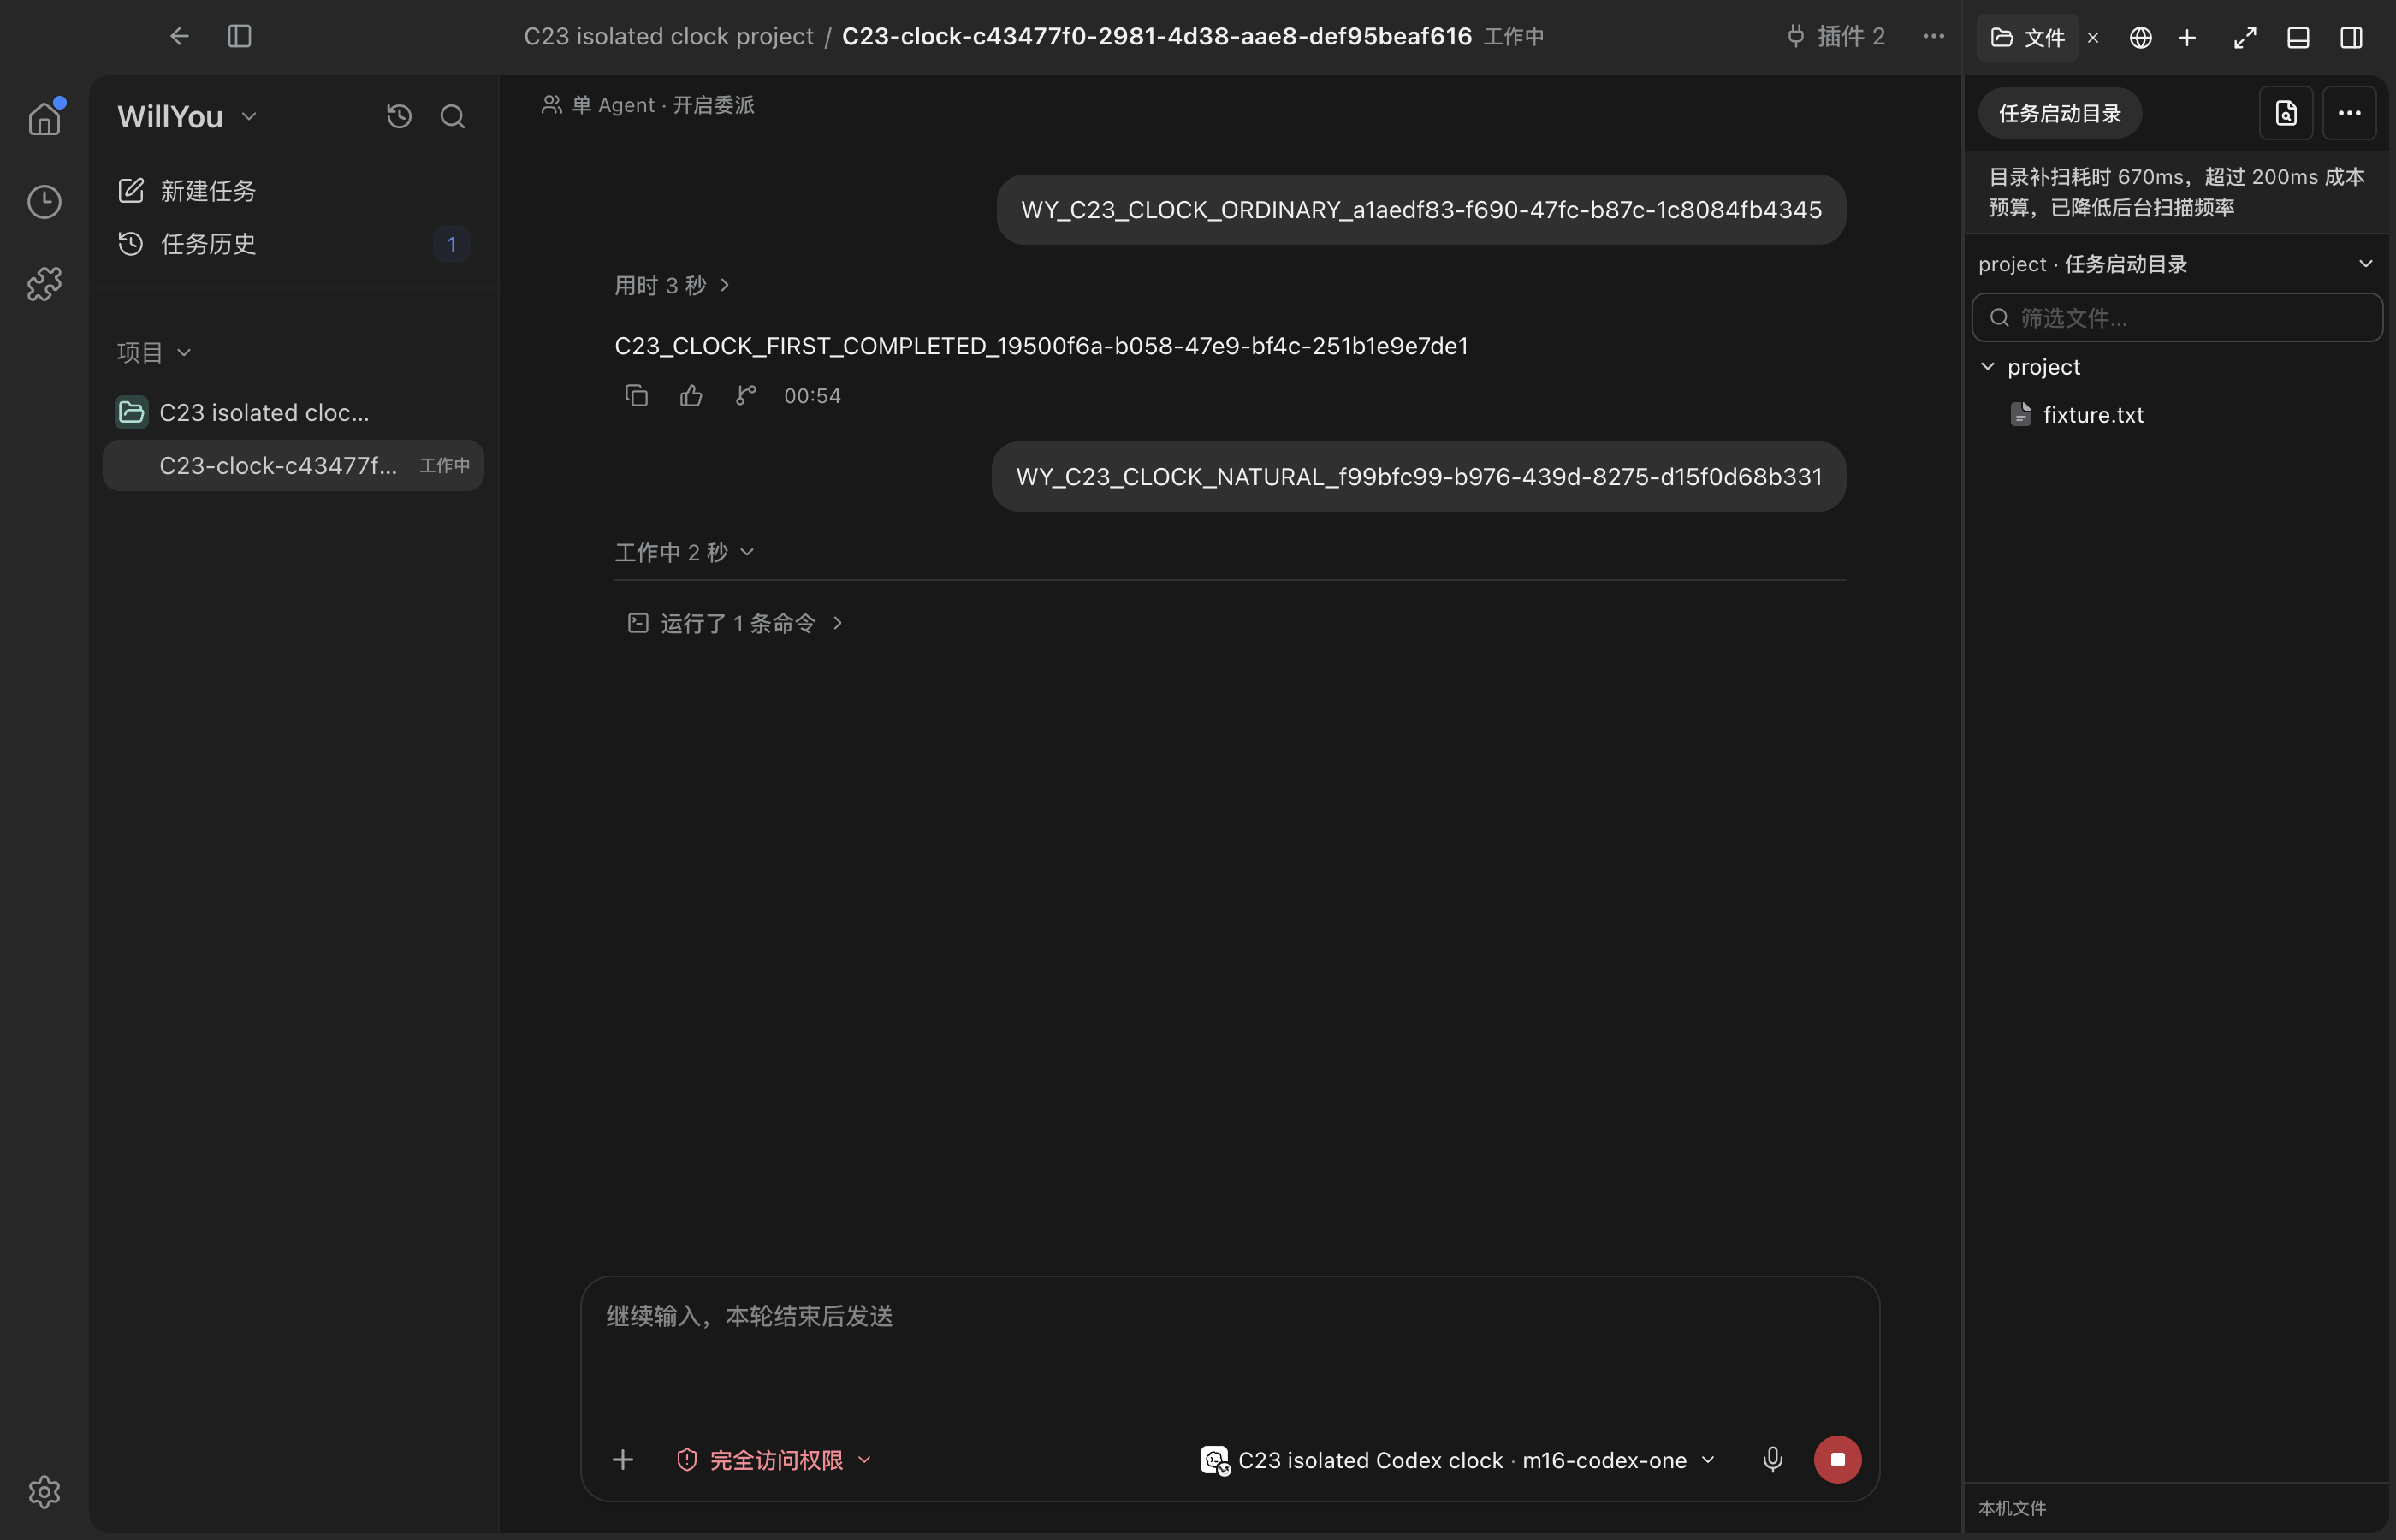 C23 isolated clock project / C23-clock-c43477f0-2981-4d38-aae8-def95beaf616 工作中
插件 2
文件
WillYou
新建任务
任务历史 1
项目
C23 isolated cloc...
C23-clock-c43477f... 工作中
单 Agent · 开启委派
WY_C23_CLOCK_ORDINARY_a1aedf83-f690-47fc-b87c-1c8084fb4345
用时 3 秒
C23_CLOCK_FIRST_COMPLETED_19500f6a-b058-47e9-bf4c-251b1e9e7de1
00:54
WY_C23_CLOCK_NATURAL_f99bfc99-b976-439d-8275-d15f0d68b331
工作中 2 秒
运行了 1 条命令
继续输入，本轮结束后发送
完全访问权限
C23 isolated Codex clock · m16-codex-one
任务启动目录
目录补扫耗时 670ms，超过 200ms 成本
预算，已降低后台扫描频率
project · 任务启动目录
筛选文件...
project
fixture.txt
本机文件